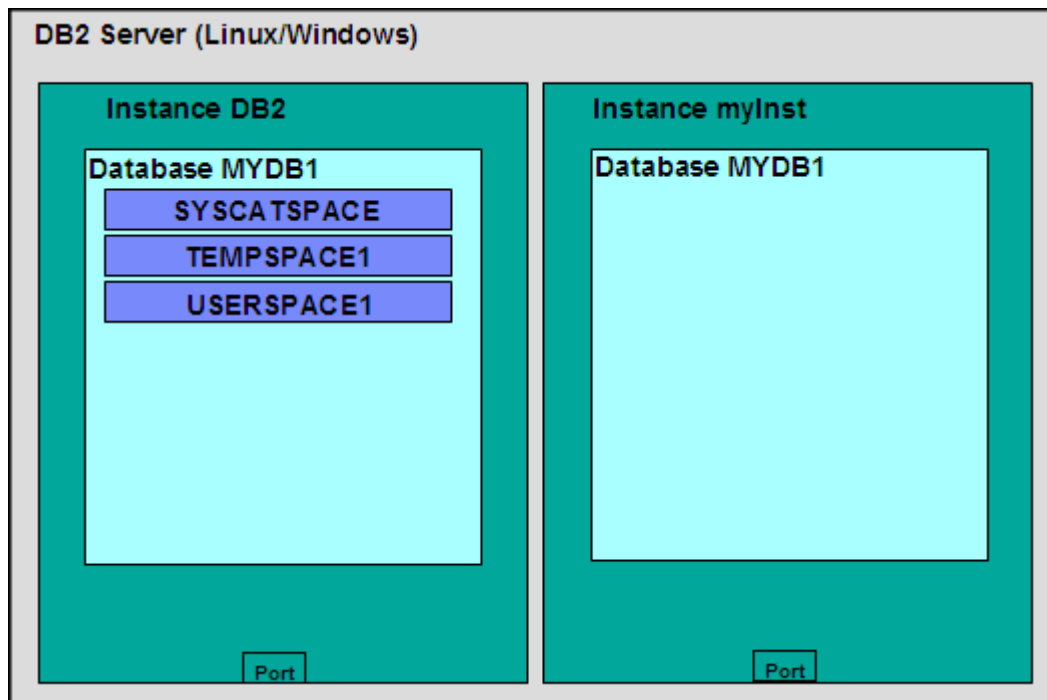 DB2 Server (Linux/Windows)
Instance DB2
Database MYDB1
SYSCATSPACE
TEMPSPACE1
USERSPACE1
Port
Instance myInst
Database MYDB1
Port